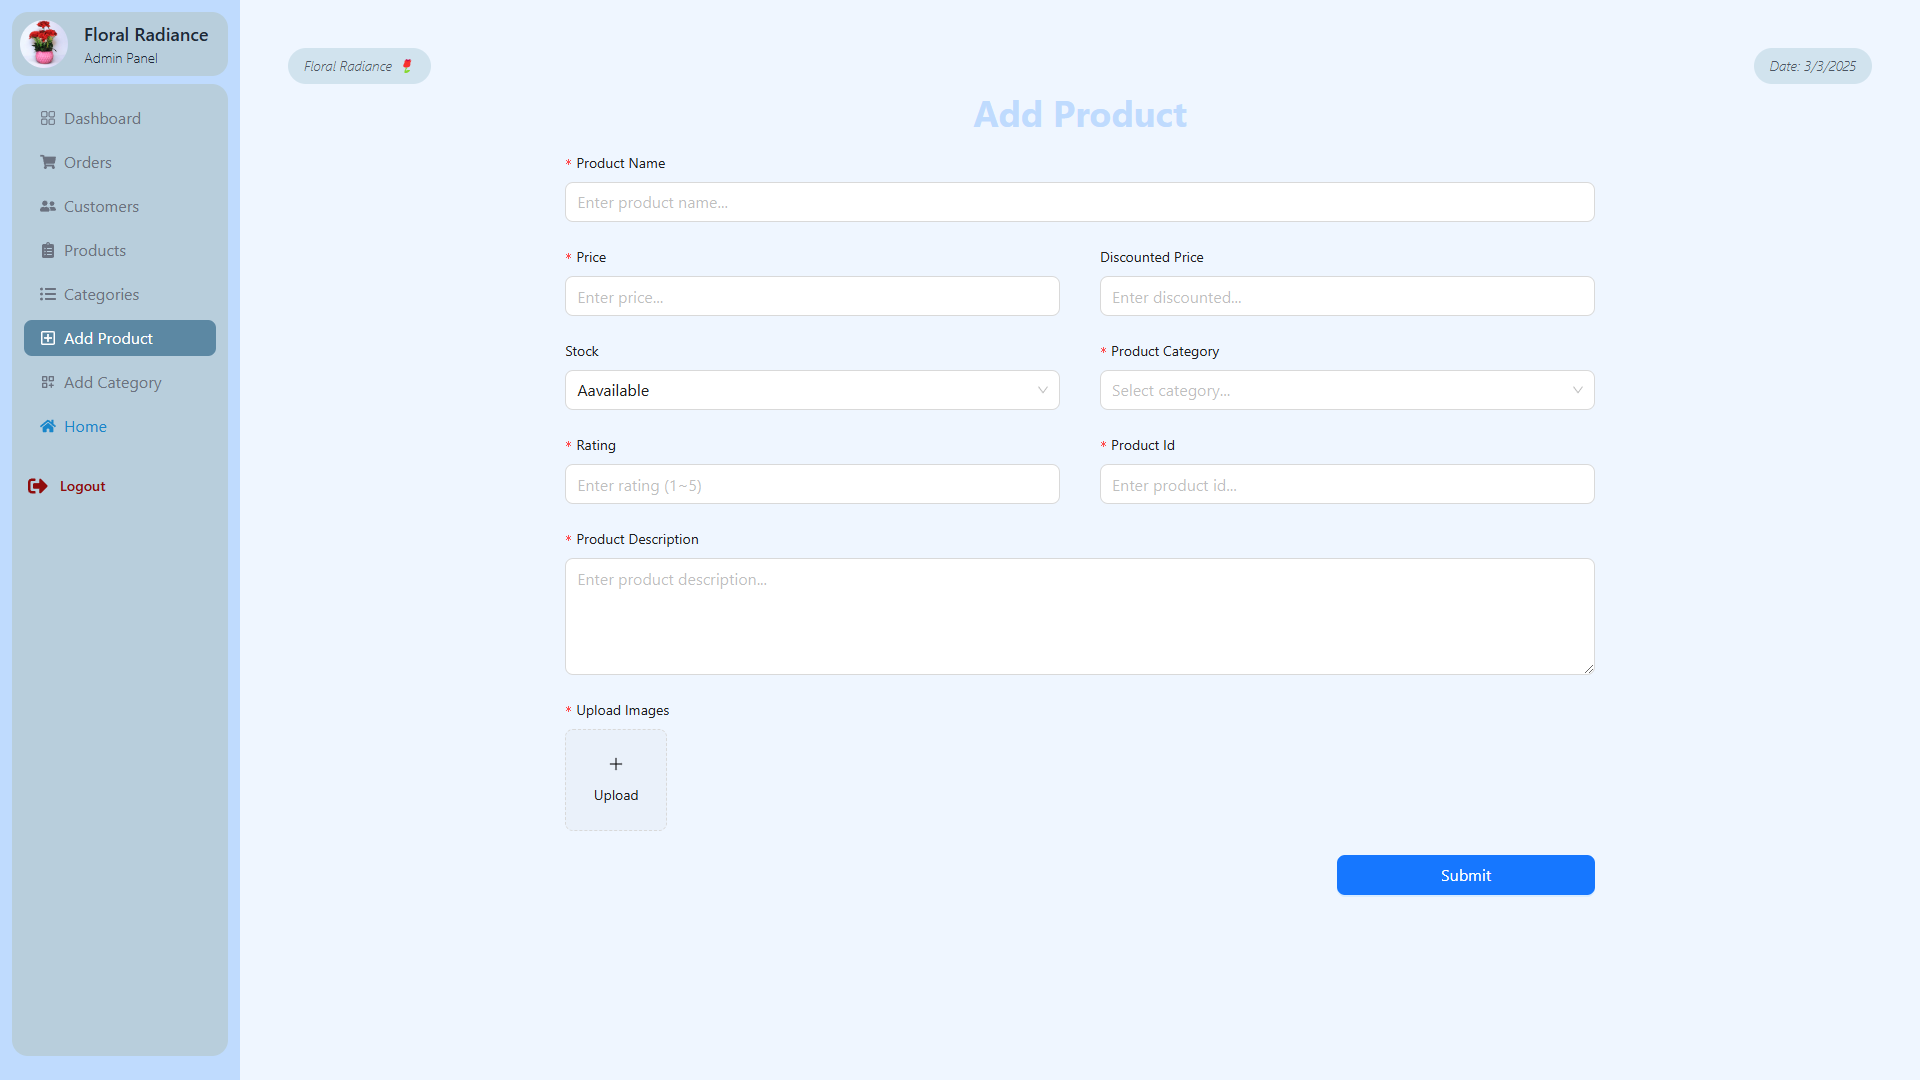 Floral Radiance
Admin Panel
Dashboard
Orders
Customers
Products
Categories
Add Product
Add Category
Home
Logout
Floral Radiance
Date: 3/3/2025
Add Product
* Product Name
Enter product name...
* Price
Enter price...
Discounted Price
Enter discounted...
Stock
Aavailable
* Product Category
Select category...
* Rating
Enter rating (1~5)
* Product Id
Enter product id...
* Product Description
Enter product description...
* Upload Images
Upload
Submit